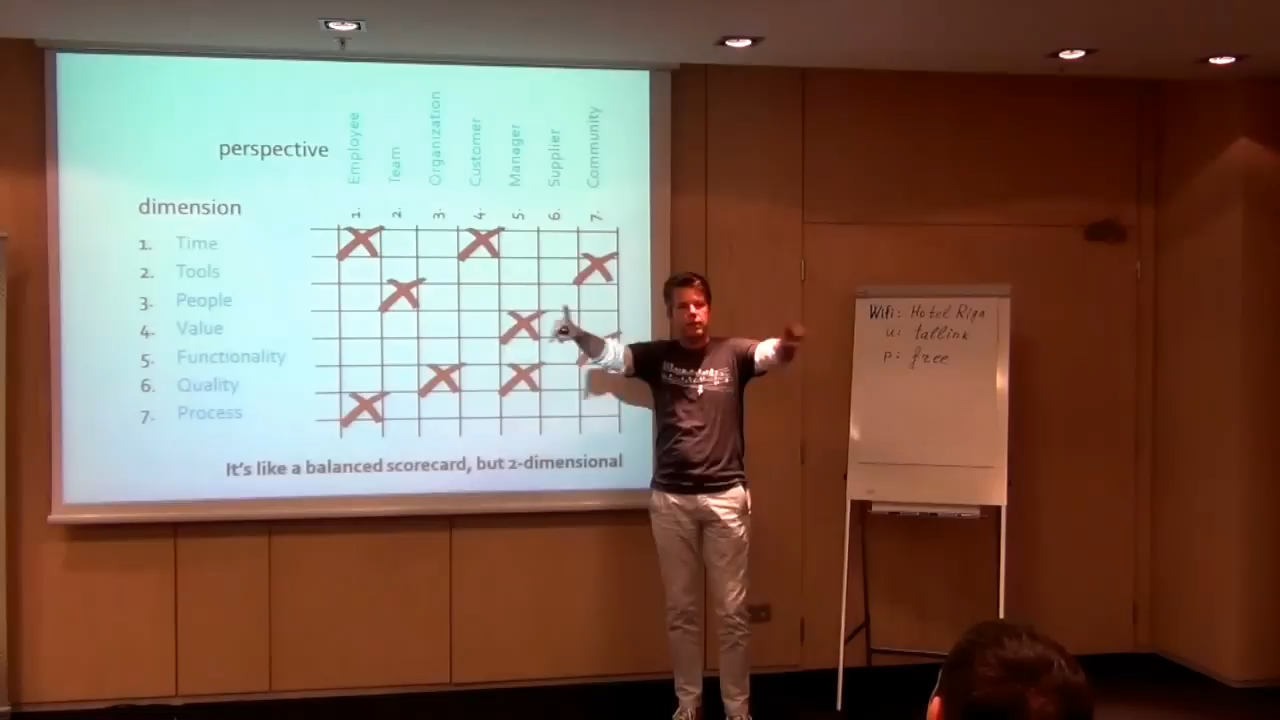 perspective
Employee
Team
Organization
Customer
Manager
Supplier
Community
dimension
1. 2. 3. 4. 5. 6. 7.
1. Time
2. Tools
3. People
4. Value
5. Functionality
6. Quality
7. Process
It's like a balanced scorecard, but 2-dimensional
Wifi: Hotel Riga
u: tallink
p: free